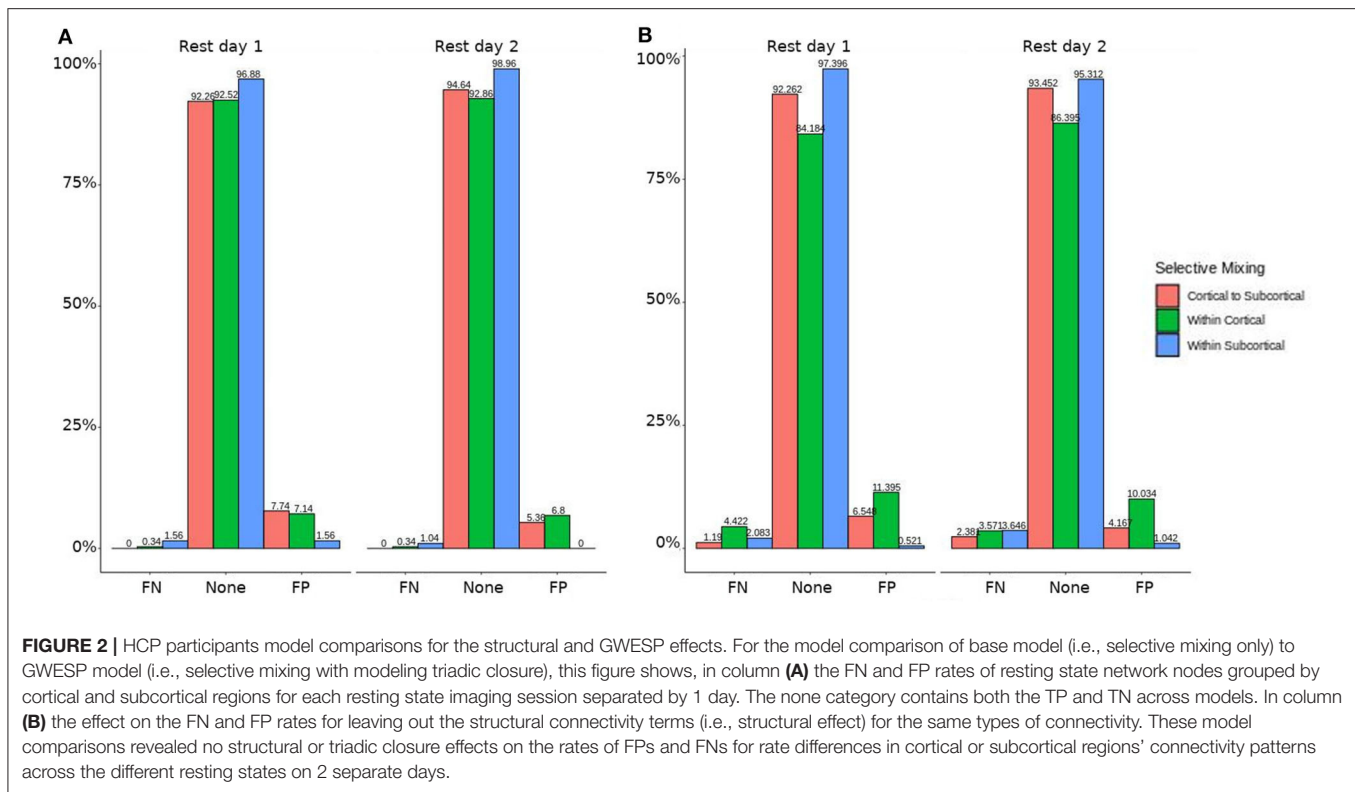 A
B
Rest day 1
Rest day 2
Rest day 1
Rest day 2
100%
75%
50%
25%
0%
0
0.34
1.56
92.26
92.52
96.88
7.74
7.14
1.56
0
0.34
1.04
94.64
92.86
98.96
5.36
6.8
0
FN
None
FP
FN
None
FP
100%
75%
50%
25%
0%
1.19
4.422
2.083
92.262
84.184
97.396
6.548
11.395
0.521
2.381
3.571
3.646
93.452
86.395
95.312
4.167
10.034
1.042
FN
None
FP
FN
None
FP
Selective Mixing
Cortical to Subcortical
Within Cortical
Within Subcortical
FIGURE 2 | HCP participants model comparisons for the structural and GWESP effects. For the model comparison of base model (i.e., selective mixing only) to
GWESP model (i.e., selective mixing with modeling triadic closure), this figure shows, in column (A) the FN and FP rates of resting state network nodes grouped by
cortical and subcortical regions for each resting state imaging session separated by 1 day. The none category contains both the TP and TN across models. In column
(B) the effect on the FN and FP rates for leaving out the structural connectivity terms (i.e., structural effect) for the same types of connectivity. These model
comparisons revealed no structural or triadic closure effects on the rates of FPs and FNs for rate differences in cortical or subcortical regions' connectivity patterns
across the different resting states on 2 separate days.